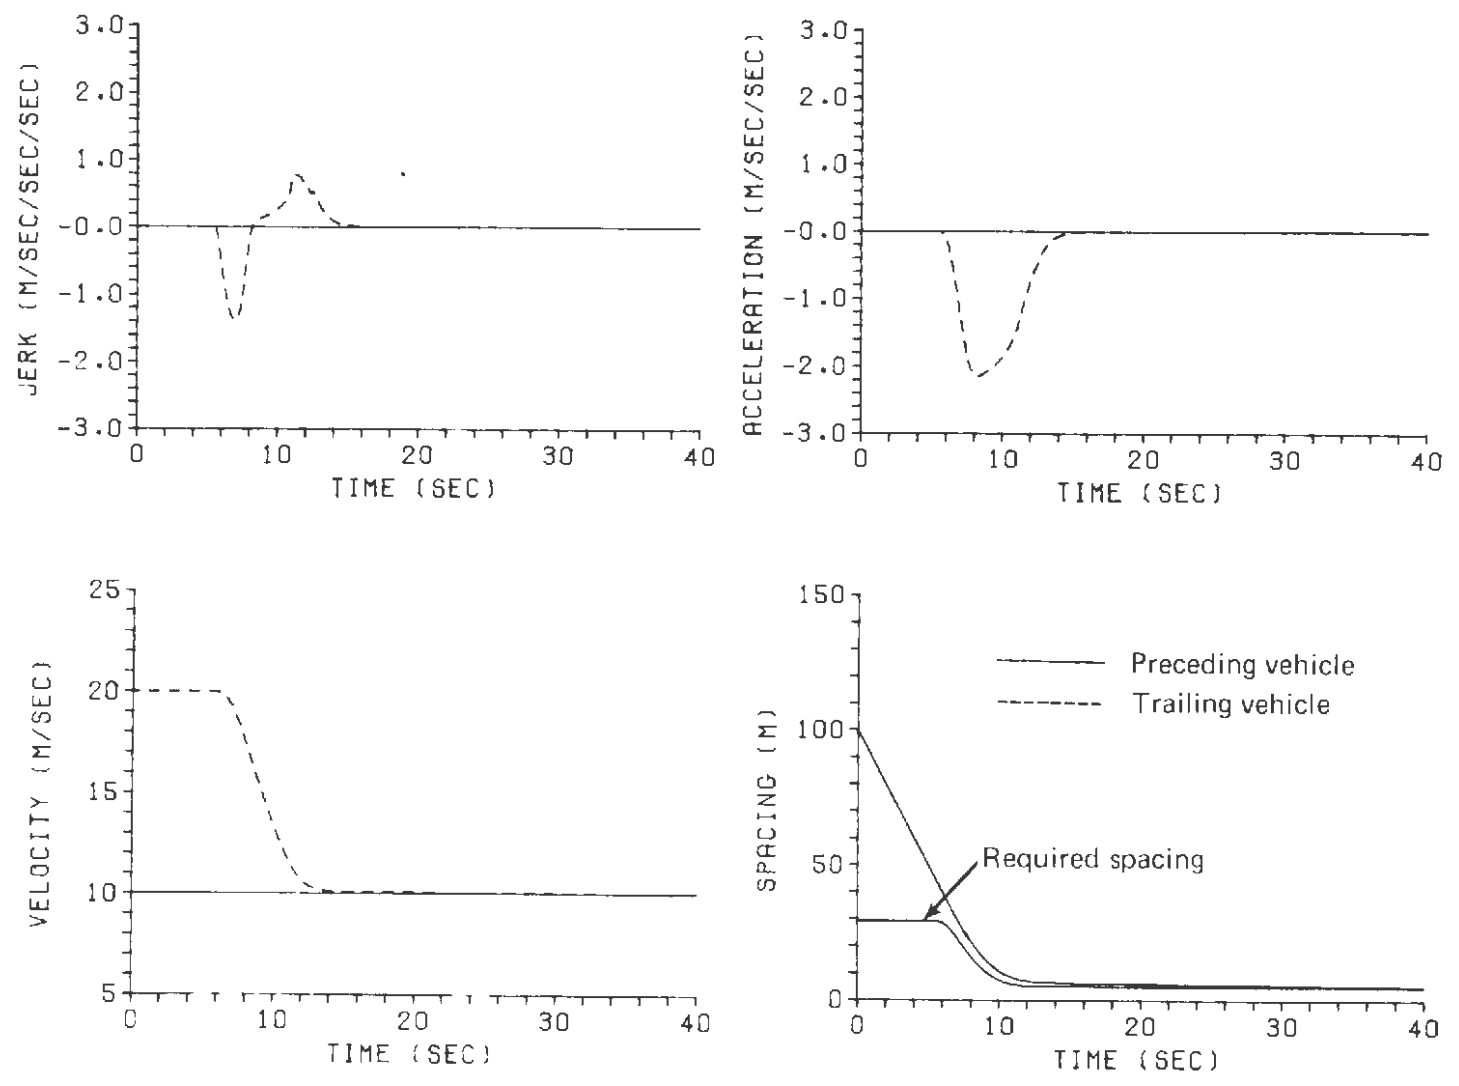 3.0
2.0
1.0
-0.0
-1.0
-2.0
-3.0
JERK (M/SEC/SEC/SEC)
0 10 20 30 40
TIME (SEC)
3.0
2.0
1.0
-0.0
-1.0
-2.0
-3.0
ACCELERATION (M/SEC/SEC)
0 10 20 30 40
TIME (SEC)
25
20
15
10
5
VELOCITY (M/SEC)
0 10 20 30 40
TIME (SEC)
150
100
50
0
SPACING (M)
Preceding vehicle
Trailing vehicle
Required spacing
0 10 20 30 40
TIME (SEC)